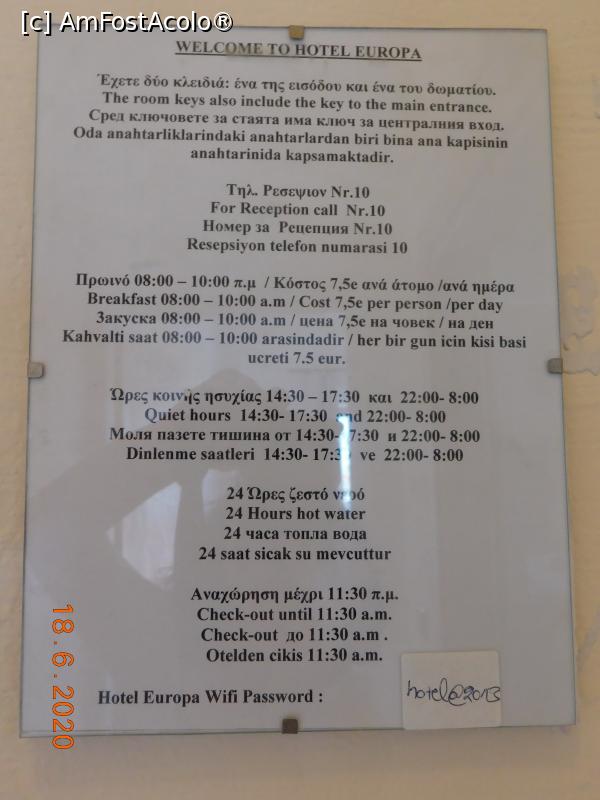 [c] AmFostAcolo®
WELCOME TO HOTEL EUROPA
Έχετε δύο κλειδιά: ένα της εισόδου και ένα του δωματίου.
The room keys also include the key to the main entrance.
Сред ключовете за стаята има ключ за централния вход.
Oda anahtarliklarindaki anahtarlardan biri bina ana kapisinin
anahtarinida kapsamaktadir.
Τηλ. Ρεσεψιον Nr.10
For Reception call Nr.10
Номер за Рецепция Nr.10
Resepsiyon telefon numarasi 10
Πρωινό 08:00 – 10:00 π.μ / Κόστος 7,5e ανά άτομο /ανά ημέρα
Breakfast 08:00 – 10:00 a.m / Cost 7,5e per person /per day
Закуска 08:00 – 10:00 a.m / цена 7,5e на човек / на ден
Kahvalti saat 08:00 – 10:00 arasindadir / her bir gun icin kisi basi
ucreti 7.5 eur.
Ώρες κοινής ησυχίας 14:30 – 17:30 και 22:00- 8:00
Quiet hours 14:30- 17:30 and 22:00- 8:00
Моля пазете тишина от 14:30- 17:30 и 22:00- 8:00
Dinlenme saatleri 14:30- 17:30 ve 22:00- 8:00
24 Ώρες ζεστό νερό
24 Hours hot water
24 часа топла вода
24 saat sicak su mevcuttur
Αναχώρηση μέχρι 11:30 π.μ.
Check-out until 11:30 a.m.
Check-out до 11:30 a.m .
Otelden cikis 11:30 a.m.
Hotel Europa Wifi Password :
hotel@2013
18.6.2020